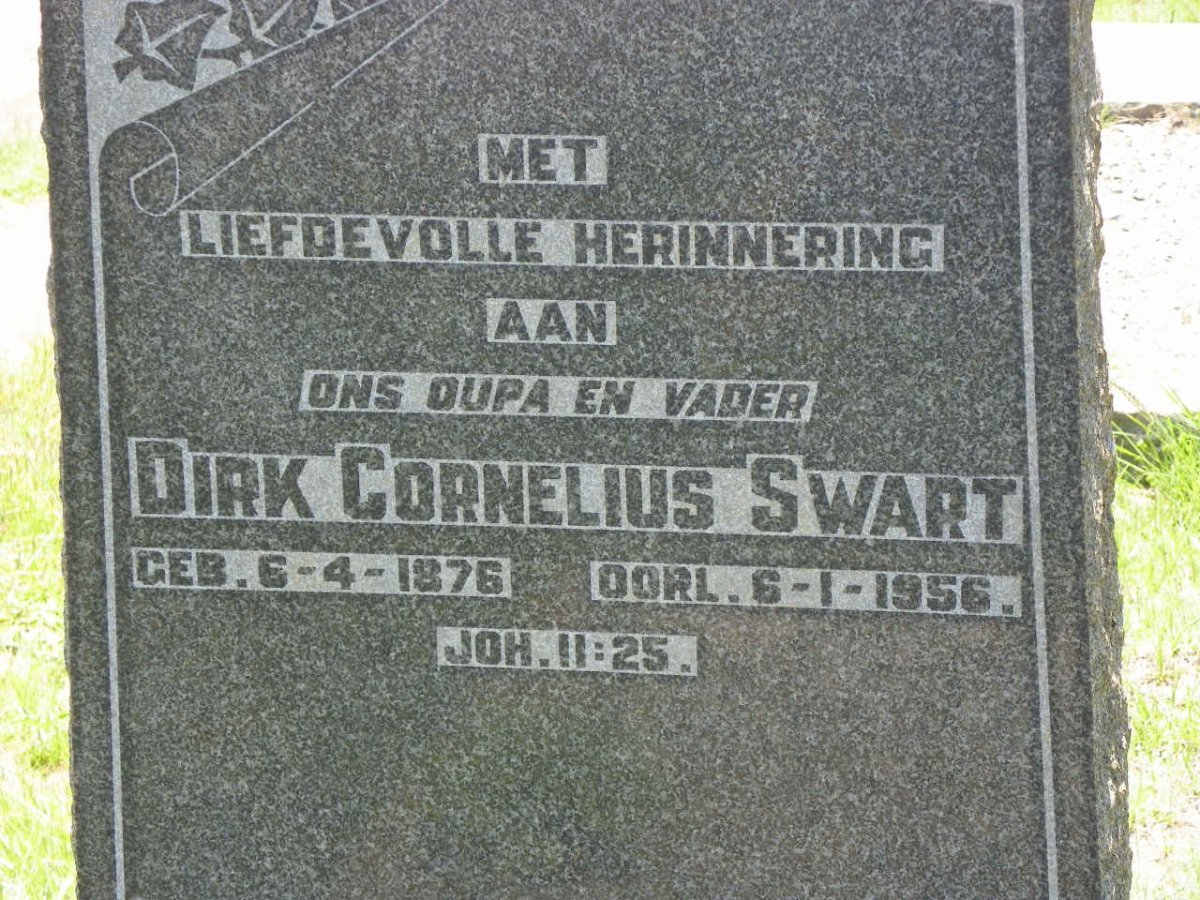 MET
LIEFDEVOLLE HERINNERING
AAN
ONS OUPA EN VADER
DIRK CORNELIUS SWART
GEB. 6-4-1876 OORL. 6-1-1956.
JOH. 11:25.